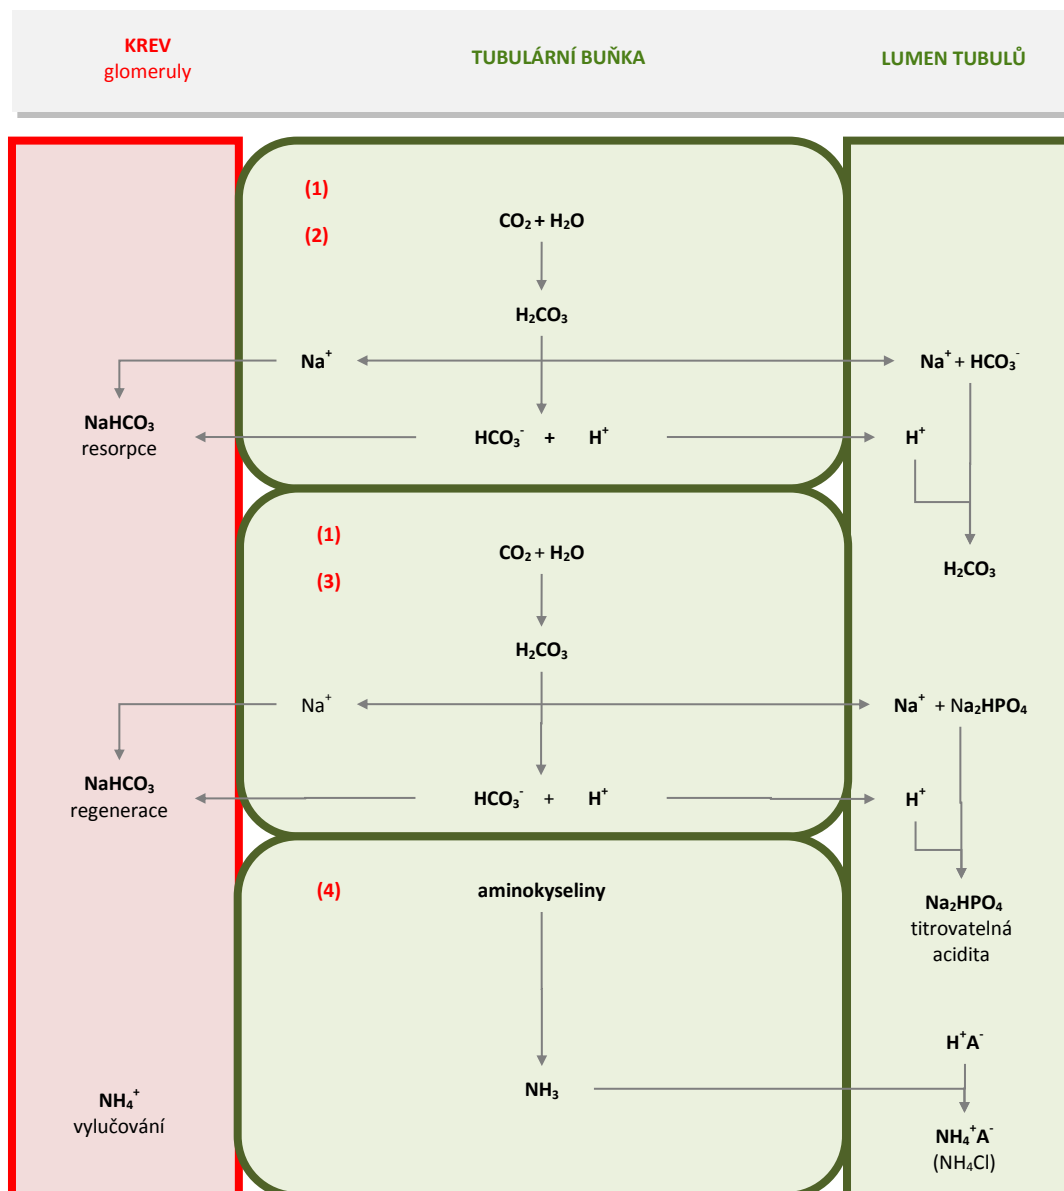 KREV
glomeruly
TUBULÁRNÍ BUŇKA
LUMEN TUBULŮ
(1)
(2)
CO₂ + H₂O
H₂CO₃
Na⁺
Na⁺ + HCO₃⁻
NaHCO₃
resorpce
HCO₃⁻ + H⁺
H⁺
H₂CO₃
(1)
(3)
CO₂ + H₂O
H₂CO₃
Na⁺
Na⁺ + Na₂HPO₄
NaHCO₃
regenerace
HCO₃⁻ + H⁺
H⁺
Na₂HPO₄
titrovatelná
acidita
(4)
aminokyseliny
H⁺A⁻
NH₃
NH₄⁺
vylučování
NH₄⁺A⁻
(NH₄Cl)